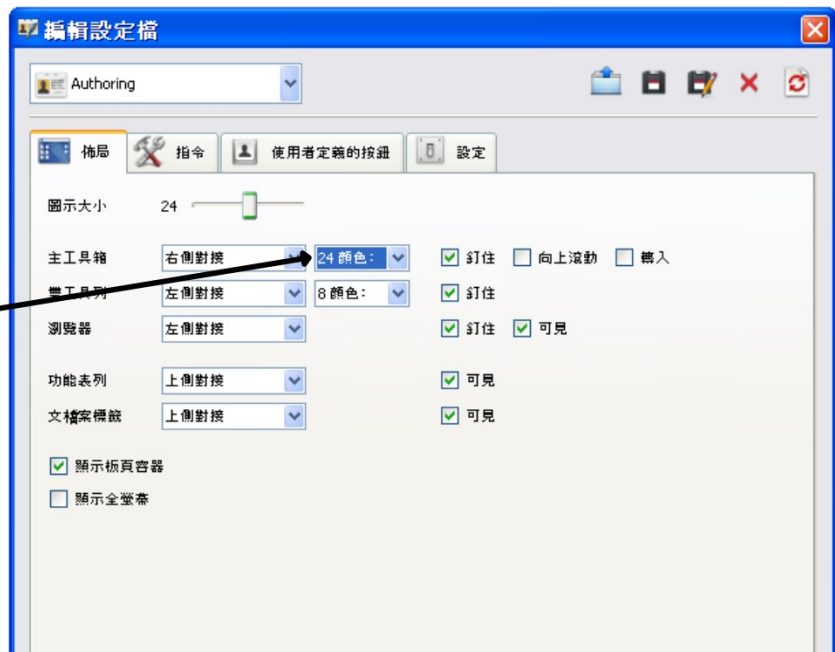 編輯設定檔
Authoring
佈局 指令 使用者定義的按鈕 設定
圖示大小 24
主工具箱 右側對接 24 顏色: 釘住 向上滾動 轉入
雙工具列 左側對接 8 顏色: 釘住
瀏覽器 左側對接 釘住 可見
功能表列 上側對接 可見
文檔案標籤 上側對接 可見
顯示板頁容器
顯示全螢幕